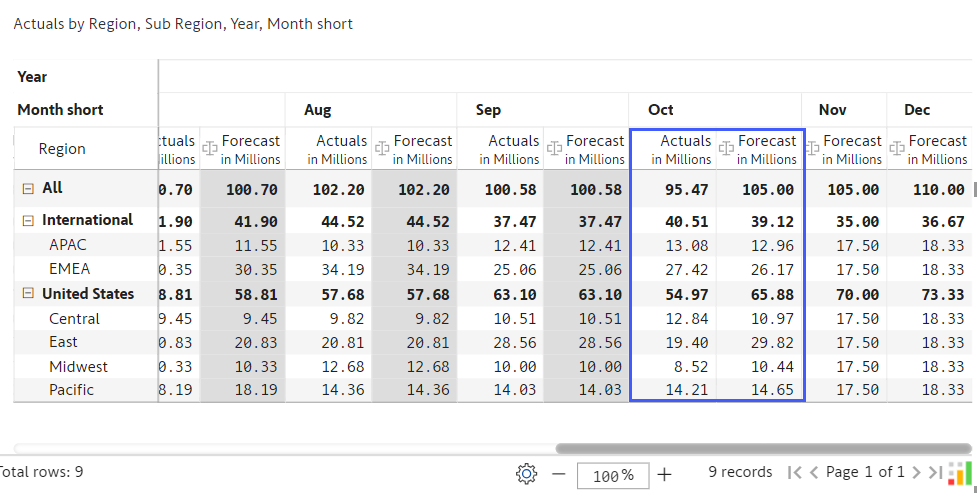 Actuals by Region, Sub Region, Year, Month short
Year
Month short Aug Sep Oct Nov Dec
Region Forecast Actuals Forecast Actuals Forecast Actuals Forecast Forecast Forecast
in Millions in Millions in Millions in Millions in Millions in Millions in Millions in Millions in Millions
All 0.70 100.70 102.20 102.20 100.58 100.58 95.47 105.00 105.00 110.00
International 1.90 41.90 44.52 44.52 37.47 37.47 40.51 39.12 35.00 36.67
APAC 1.55 11.55 10.33 10.33 12.41 12.41 13.08 12.96 17.50 18.33
EMEA 0.35 30.35 34.19 34.19 25.06 25.06 27.42 26.17 17.50 18.33
United States 8.81 58.81 57.68 57.68 63.10 63.10 54.97 65.88 70.00 73.33
Central 9.45 9.45 9.82 9.82 10.51 10.51 12.84 10.97 17.50 18.33
East 0.83 20.83 20.81 20.81 28.56 28.56 19.40 29.82 17.50 18.33
Midwest 0.33 10.33 12.68 12.68 10.00 10.00 8.52 10.44 17.50 18.33
Pacific 8.19 18.19 14.36 14.36 14.03 14.03 14.21 14.65 17.50 18.33
Total rows: 9 100% 9 records Page 1 of 1